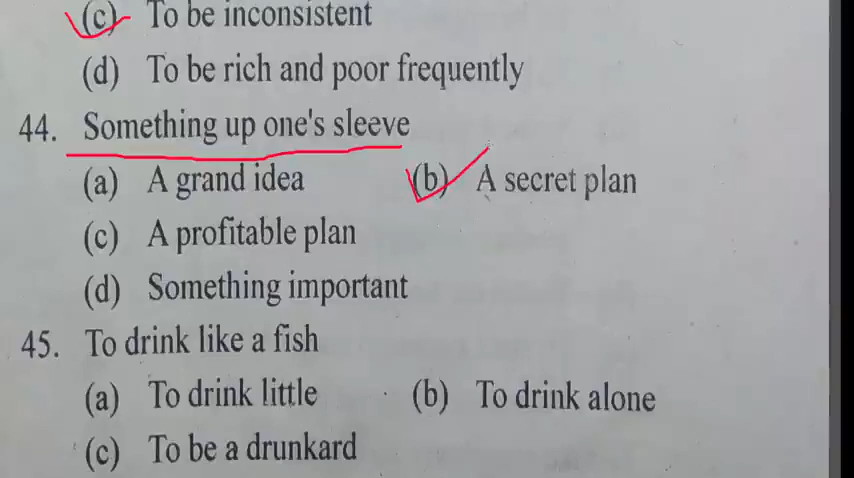 (c) To be inconsistent
(d) To be rich and poor frequently
44. Something up one's sleeve
(a) A grand idea (b) A secret plan
(c) A profitable plan
(d) Something important
45. To drink like a fish
(a) To drink little (b) To drink alone
(c) To be a drunkard